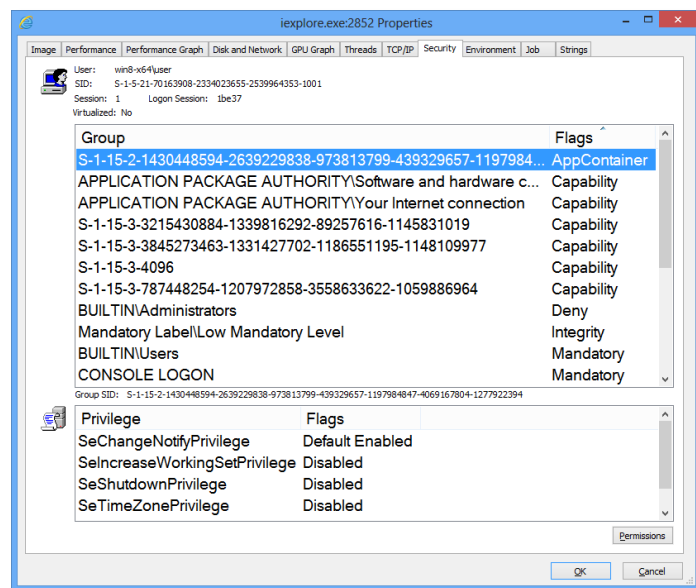 iexplore.exe:2852 Properties
Image Performance Performance Graph Disk and Network GPU Graph Threads TCP/IP Security Environment Job Strings
User: win8-x64\user
SID: S-1-5-21-70163908-2334023655-2539964353-1001
Session: 1 Logon Session: 1be37
Virtualized: No
Group Flags
S-1-15-2-1430448594-2639229838-973813799-439329657-1197984... AppContainer
APPLICATION PACKAGE AUTHORITY\Software and hardware c... Capability
APPLICATION PACKAGE AUTHORITY\Your Internet connection Capability
S-1-15-3-3215430884-1339816292-89257616-1145831019 Capability
S-1-15-3-3845273463-1331427702-1186551195-1148109977 Capability
S-1-15-3-4096 Capability
S-1-15-3-787448254-1207972858-3558633622-1059886964 Capability
BUILTIN\Administrators Deny
Mandatory Label\Low Mandatory Level Integrity
BUILTIN\Users Mandatory
CONSOLE LOGON Mandatory
Group SID: S-1-15-2-1430448594-2639229838-973813799-439329657-1197984847-4069167804-1277922394
Privilege Flags
SeChangeNotifyPrivilege Default Enabled
SeIncreaseWorkingSetPrivilege Disabled
SeShutdownPrivilege Disabled
SeTimeZonePrivilege Disabled
Permissions
OK Cancel